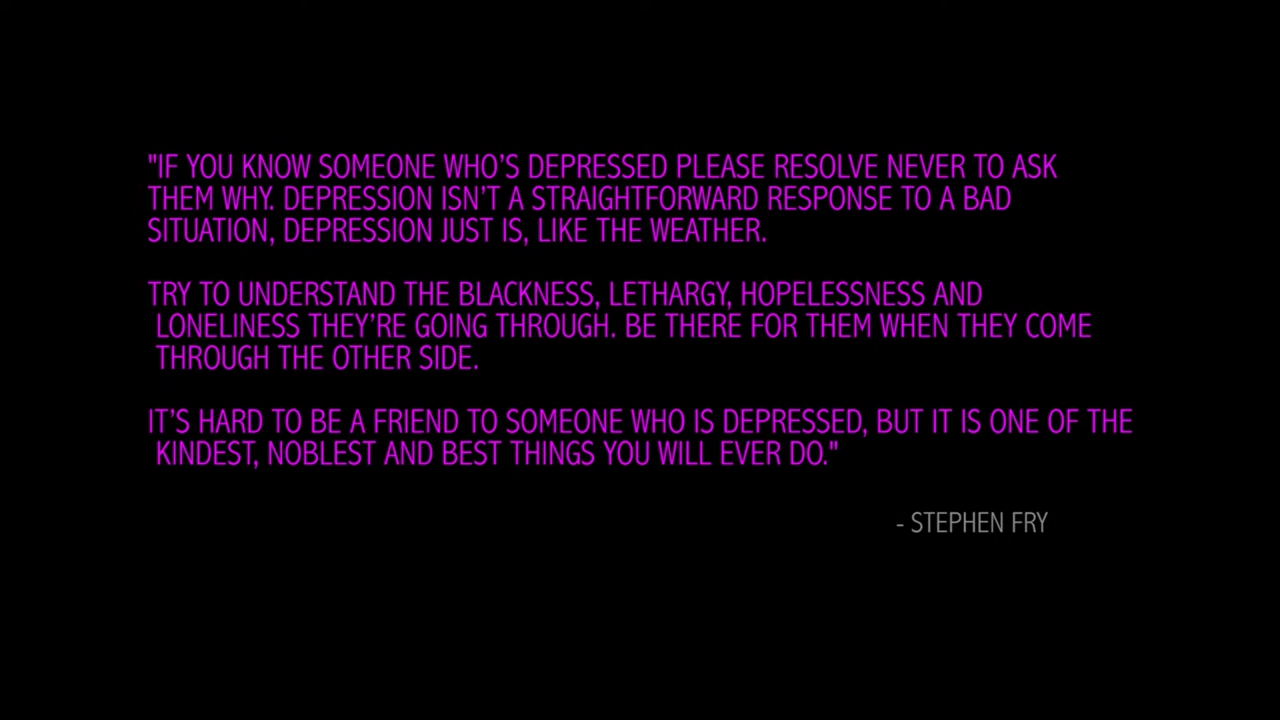 "IF YOU KNOW SOMEONE WHO’S DEPRESSED PLEASE RESOLVE NEVER TO ASK
THEM WHY. DEPRESSION ISN’T A STRAIGHTFORWARD RESPONSE TO A BAD
SITUATION, DEPRESSION JUST IS, LIKE THE WEATHER.
TRY TO UNDERSTAND THE BLACKNESS, LETHARGY, HOPELESSNESS AND
LONELINESS THEY’RE GOING THROUGH. BE THERE FOR THEM WHEN THEY COME
THROUGH THE OTHER SIDE.
IT’S HARD TO BE A FRIEND TO SOMEONE WHO IS DEPRESSED, BUT IT IS ONE OF THE
KINDEST, NOBLEST AND BEST THINGS YOU WILL EVER DO."
- STEPHEN FRY